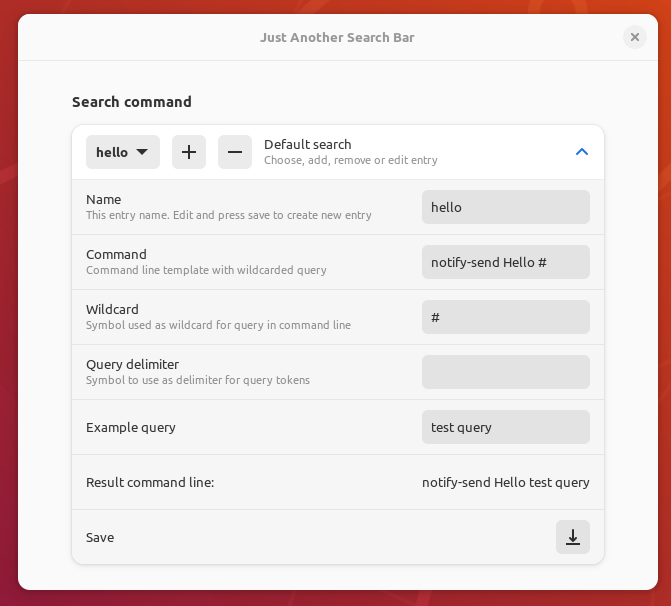 Just Another Search Bar
Search command
hello
Default search
Choose, add, remove or edit entry
Name
This entry name. Edit and press save to create new entry
hello
Command
Command line template with wildcarded query
notify-send Hello #
Wildcard
Symbol used as wildcard for query in command line
#
Query delimiter
Symbol to use as delimiter for query tokens
Example query
test query
Result command line:
notify-send Hello test query
Save